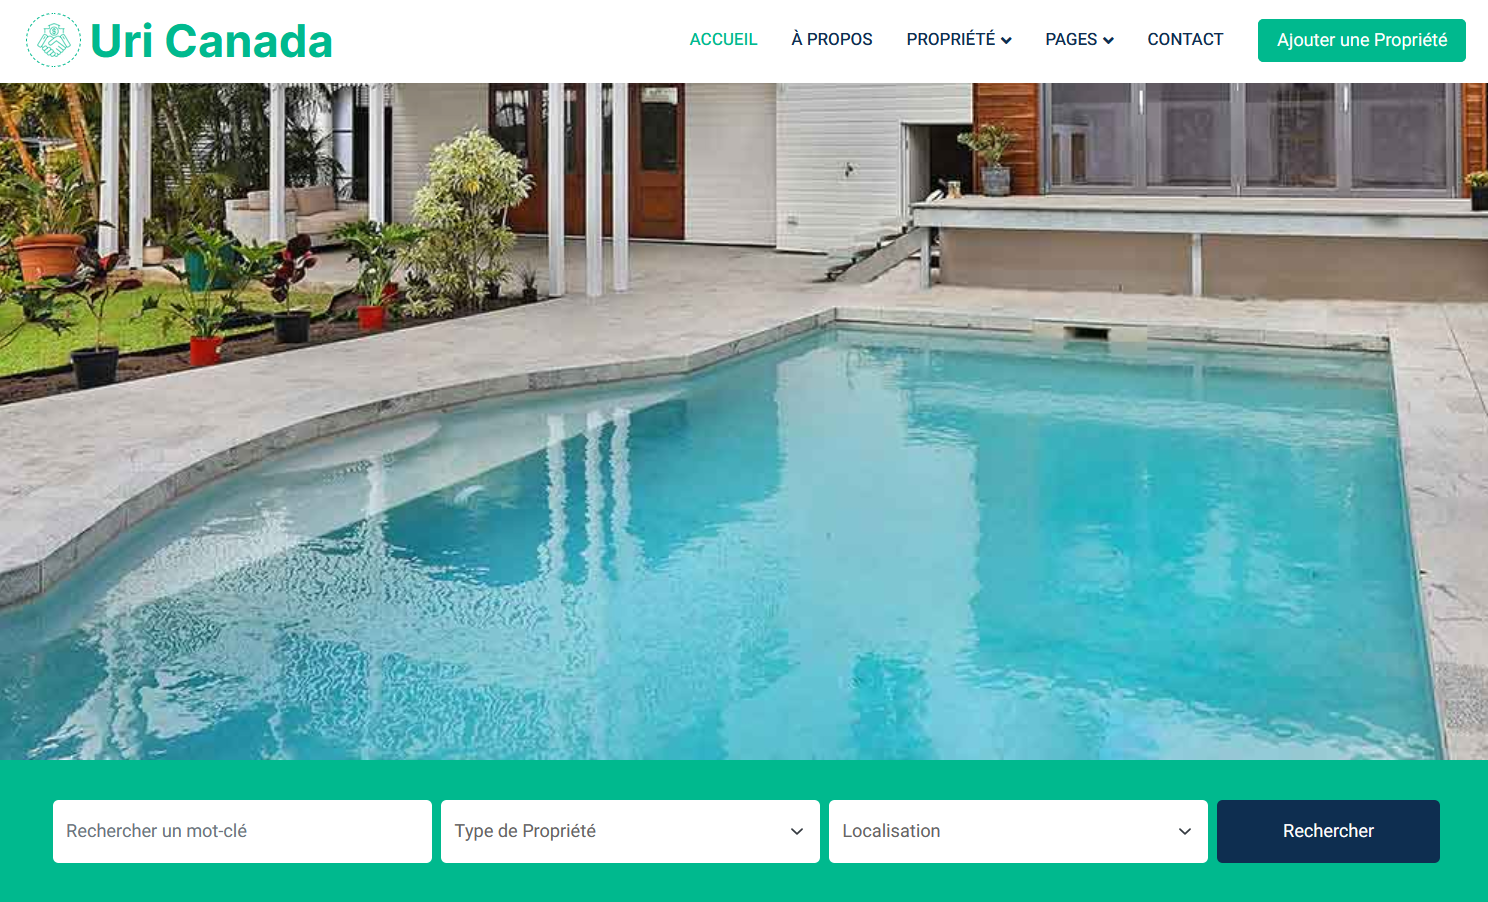 Uri Canada
ACCUEIL
À PROPOS
PROPRIÉTÉ
PAGES
CONTACT
Ajouter une Propriété
Rechercher un mot-clé
Type de Propriété
Localisation
Rechercher